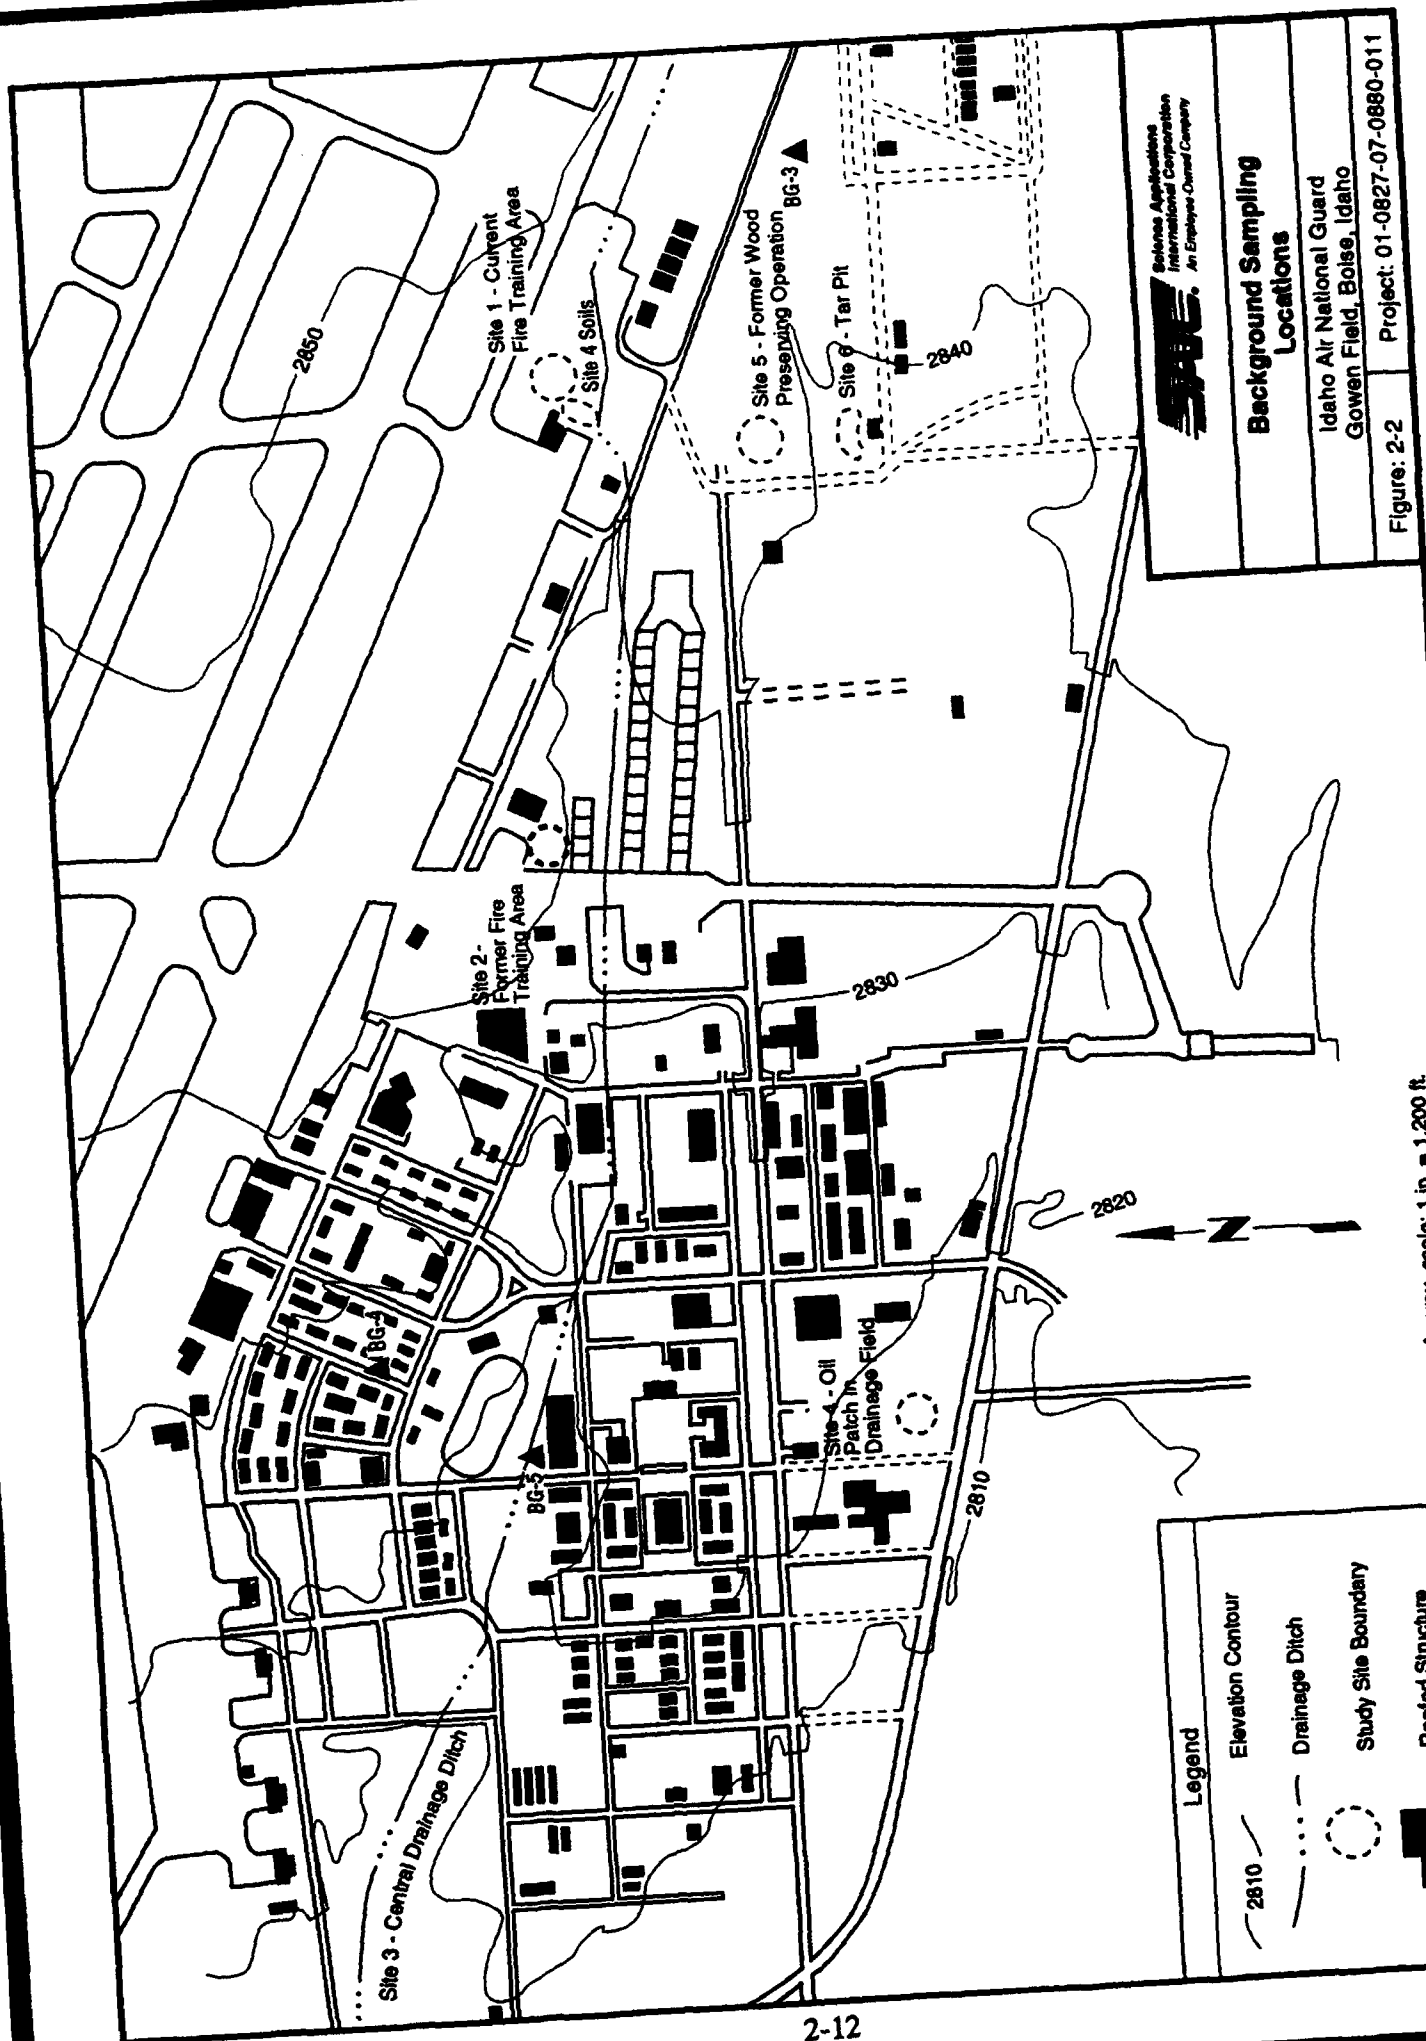 2850
Site 1 - Current
Fire Training Area
Site 4 Soils
Site 5 - Former Wood
Preserving Operation
BG-3
Site 6 - Tar Pit
2840
Site 2 -
Former Fire
Training Area
2830
BG-4
BG-5
2820
N
Site 4 - Oil
Patch in
Drainage Field
2810
Site 3 - Central Drainage Ditch
Legend
2810
Elevation Contour
Drainage Ditch
Study Site Boundary
1 in. = 1,200 ft.
SAIC
Science Applications
International Corporation
An Employee-Owned Company
Background Sampling
Locations
Idaho Air National Guard
Gowen Field, Boise, Idaho
Figure: 2-2
Project: 01-0827-07-0880-011
2-12